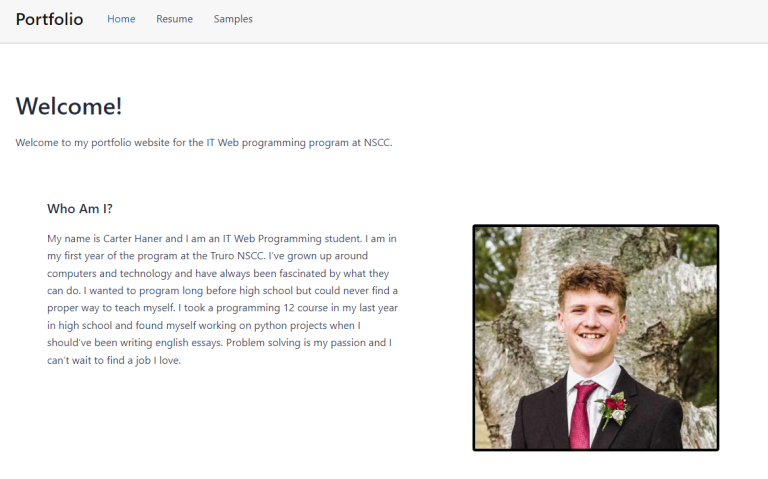 Portfolio Home Resume Samples
Welcome!
Welcome to my portfolio website for the IT Web programming program at NSCC.
Who Am I?
My name is Carter Haner and I am an IT Web Programming student. I am in
my first year of the program at the Truro NSCC. I've grown up around
computers and technology and have always been fascinated by what they
can do. I wanted to program long before high school but could never find a
proper way to teach myself. I took a programming 12 course in my last year
in high school and found myself working on python projects when I
should've been writing english essays. Problem solving is my passion and I
can't wait to find a job I love.